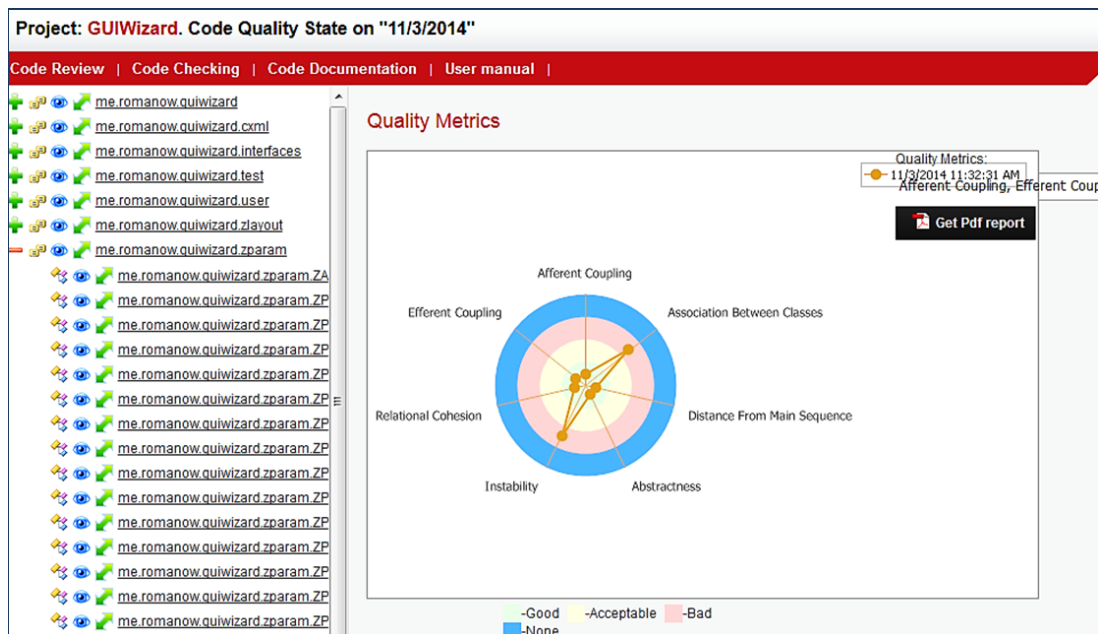 Project: GUIWizard. Code Quality State on "11/3/2014"
Code Review | Code Checking | Code Documentation | User manual |
me.romanow.guiwizard
me.romanow.guiwizard.cxml
me.romanow.guiwizard.interfaces
me.romanow.guiwizard.test
me.romanow.guiwizard.user
me.romanow.guiwizard.zlayout
me.romanow.guiwizard.zparam
me.romanow.guiwizard.zparam.ZA
me.romanow.guiwizard.zparam.ZP
me.romanow.guiwizard.zparam.ZP
me.romanow.guiwizard.zparam.ZP
me.romanow.guiwizard.zparam.ZP
me.romanow.guiwizard.zparam.ZP
me.romanow.guiwizard.zparam.ZP
me.romanow.guiwizard.zparam.ZP
me.romanow.guiwizard.zparam.ZP
me.romanow.guiwizard.zparam.ZP
me.romanow.guiwizard.zparam.ZP
me.romanow.guiwizard.zparam.ZP
me.romanow.guiwizard.zparam.ZP
me.romanow.guiwizard.zparam.ZP
me.romanow.guiwizard.zparam.ZP
Quality Metrics
Quality Metrics:
11/3/2014 11:32:31 AM
Afferent Coupling, Efferent Coup
Get Pdf report
Afferent Coupling
Efferent Coupling
Association Between Classes
Relational Cohesion
Distance From Main Sequence
Instability
Abstractness
-Good -Acceptable -Bad
-None